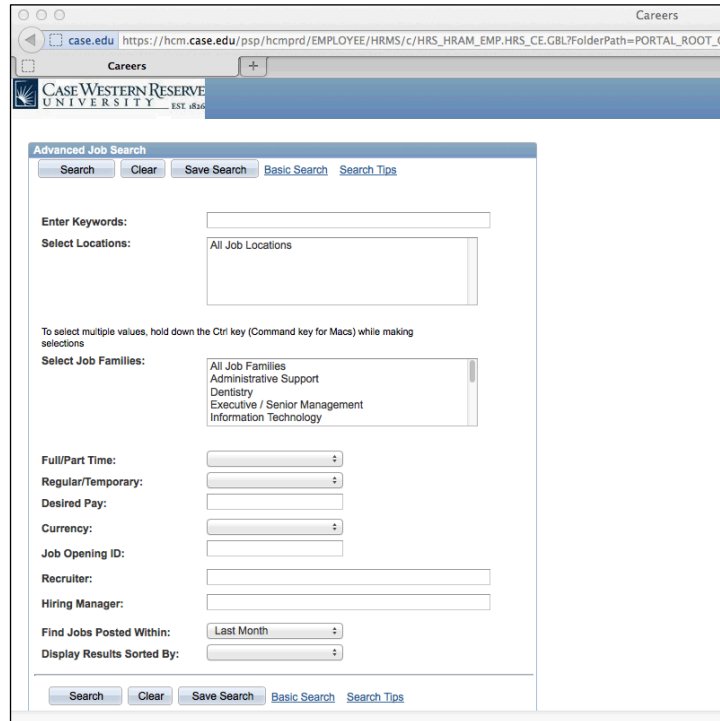 Careers
case.edu https://hcm.case.edu/psp/hcmprd/EMPLOYEE/HRMS/c/HRS_HRAM_EMP.HRS_CE.GBL?FolderPath=PORTAL_ROOT_
Careers
CASE WESTERN RESERVE
UNIVERSITY EST. 1826
Advanced Job Search
Search Clear Save Search Basic Search Search Tips
Enter Keywords:
Select Locations: All Job Locations
To select multiple values, hold down the Ctrl key (Command key for Macs) while making
selections
Select Job Families: All Job Families
Administrative Support
Dentistry
Executive / Senior Management
Information Technology
Full/Part Time:
Regular/Temporary:
Desired Pay:
Currency:
Job Opening ID:
Recruiter:
Hiring Manager:
Find Jobs Posted Within: Last Month
Display Results Sorted By:
Search Clear Save Search Basic Search Search Tips